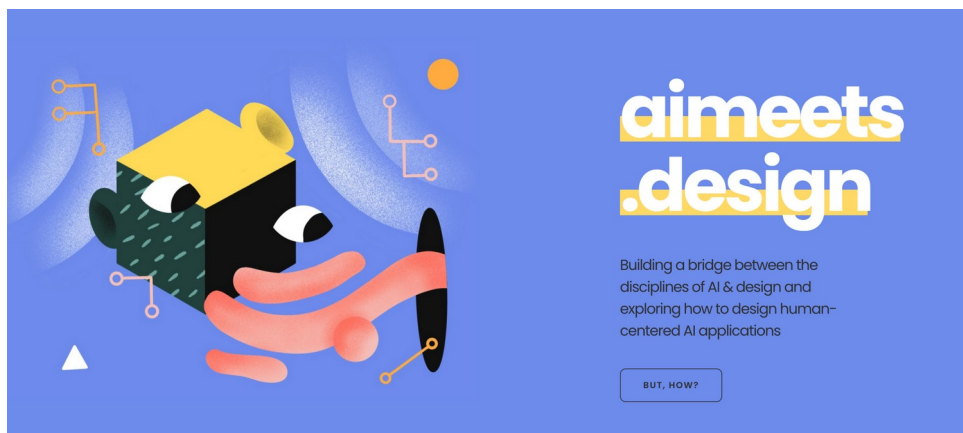 aimeets
.design
Building a bridge between the
disciplines of AI & design and
exploring how to design human-
centered AI applications
BUT, HOW?